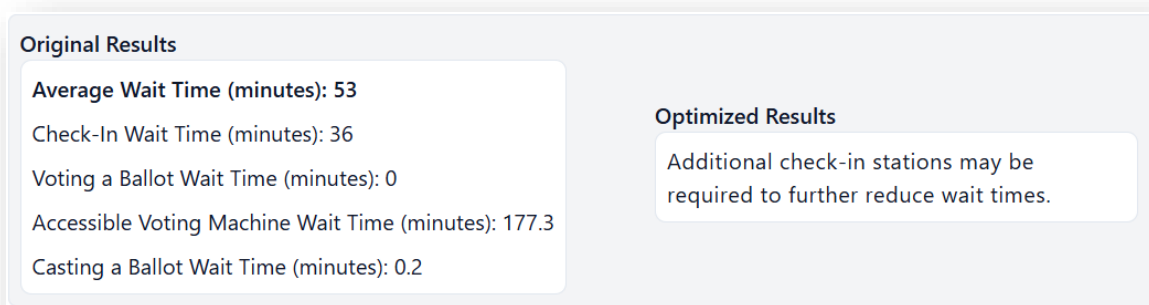 Original Results
Average Wait Time (minutes): 53
Check-In Wait Time (minutes): 36
Voting a Ballot Wait Time (minutes): 0
Accessible Voting Machine Wait Time (minutes): 177.3
Casting a Ballot Wait Time (minutes): 0.2
Optimized Results
Additional check-in stations may be
required to further reduce wait times.